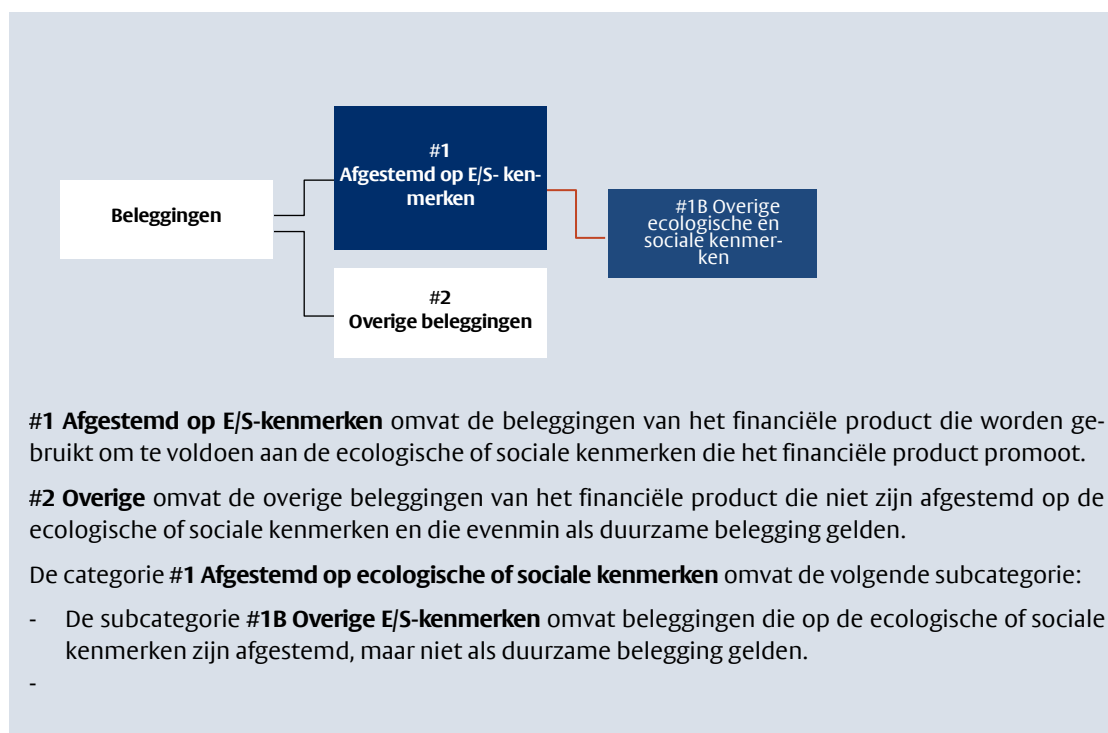 #1
Afgestemd op E/S- ken-
merken
Beleggingen
#1B Overige
ecologische en
sociale kenmer-
ken
#2
Overige beleggingen
#1 Afgestemd op E/S-kenmerken omvat de beleggingen van het financiële product die worden ge-
bruikt om te voldoen aan de ecologische of sociale kenmerken die het financiële product promoot.
#2 Overige omvat de overige beleggingen van het financiële product die niet zijn afgestemd op de
ecologische of sociale kenmerken en die evenmin als duurzame belegging gelden.
De categorie #1 Afgestemd op ecologische of sociale kenmerken omvat de volgende subcategorie:
- De subcategorie #1B Overige E/S-kenmerken omvat beleggingen die op de ecologische of sociale
kenmerken zijn afgestemd, maar niet als duurzame belegging gelden.
-